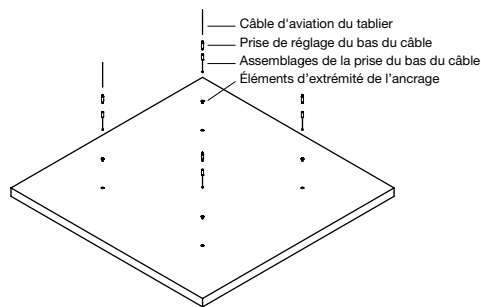 Câble d'aviation du tablier
Prise de réglage du bas du câble
Assemblages de la prise du bas du câble
Éléments d'extrémité de l'ancrage